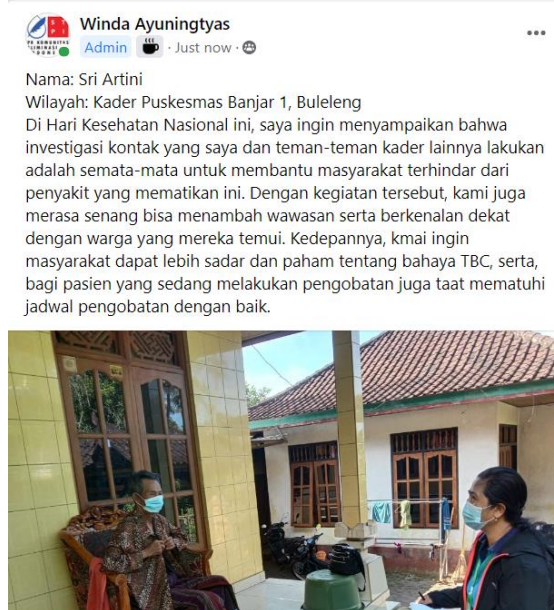 Winda Ayuningtyas
Admin · Just now ·
Nama: Sri Artini
Wilayah: Kader Puskesmas Banjar 1, Buleleng
Di Hari Kesehatan Nasional ini, saya ingin menyampaikan bahwa
investigasi kontak yang saya dan teman-teman kader lainnya lakukan
adalah semata-mata untuk membantu masyarakat terhindar dari
penyakit yang mematikan ini. Dengan kegiatan tersebut, kami juga
merasa senang bisa menambah wawasan serta berkenalan dekat
dengan warga yang mereka temui. Kedepannya, kmai ingin
masyarakat dapat lebih sadar dan paham tentang bahaya TBC, serta,
bagi pasien yang sedang melakukan pengobatan juga taat mematuhi
jadwal pengobatan dengan baik.